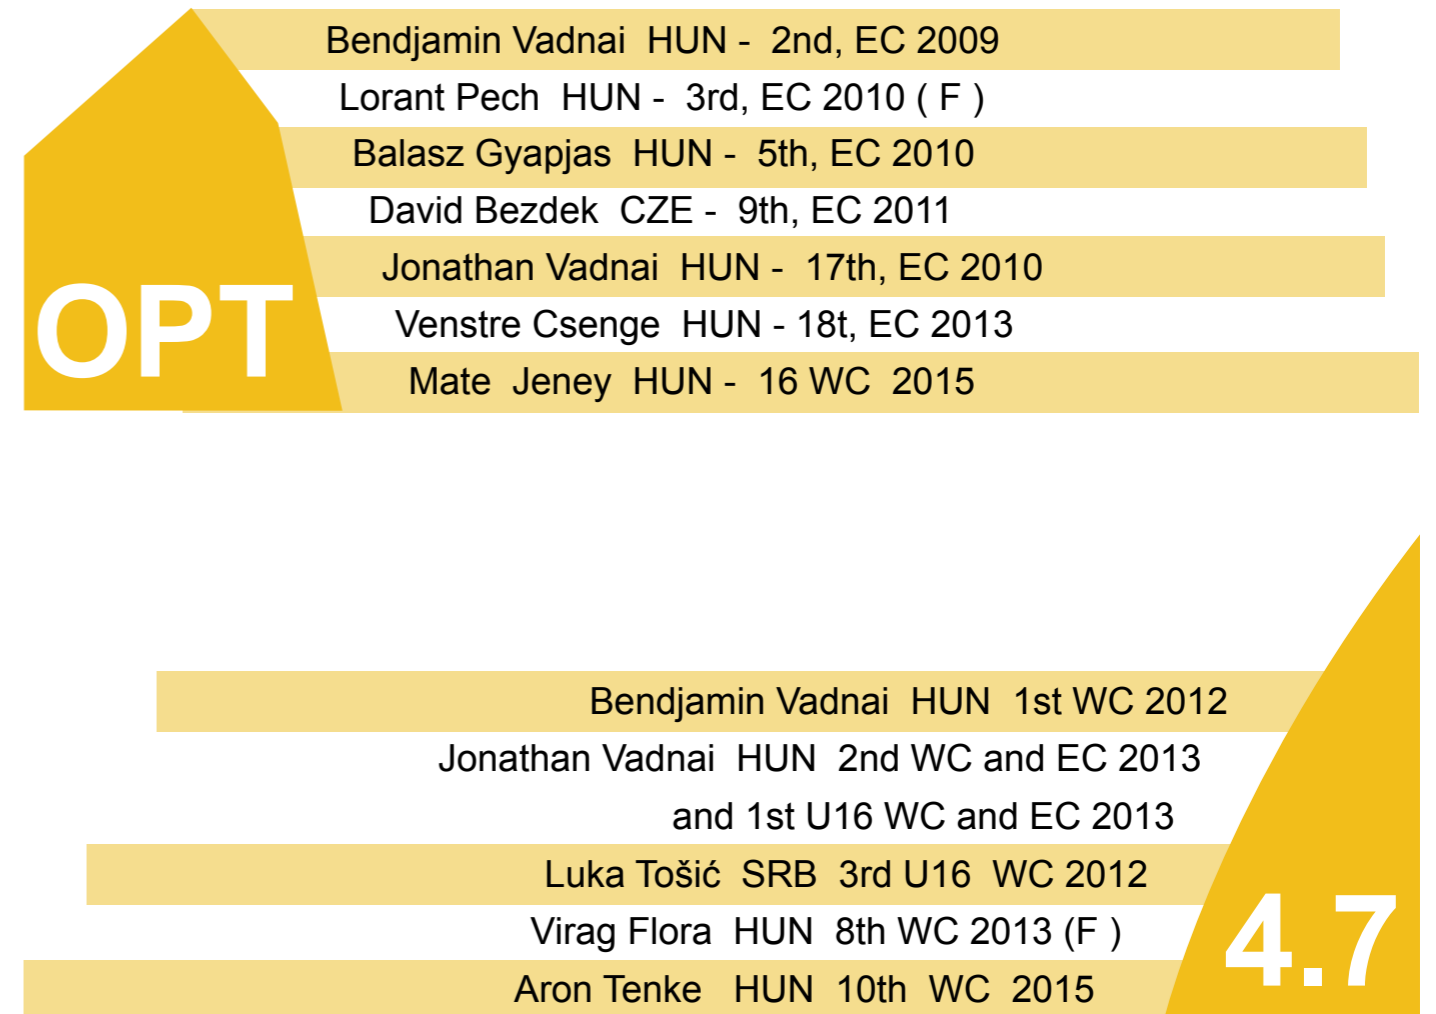 Bendjamin Vadnai HUN - 2nd, EC 2009
Lorant Pech HUN - 3rd, EC 2010 ( F )
Balasz Gyapjas HUN - 5th, EC 2010
David Bezdek CZE - 9th, EC 2011
Jonathan Vadnai HUN - 17th, EC 2010
Venstre Csenge HUN - 18t, EC 2013
Mate Jeney HUN - 16 WC 2015
OPT
Bendjamin Vadnai HUN 1st WC 2012
Jonathan Vadnai HUN 2nd WC and EC 2013
and 1st U16 WC and EC 2013
Luka Tošić SRB 3rd U16 WC 2012
Virag Flora HUN 8th WC 2013 (F )
Aron Tenke HUN 10th WC 2015
4.7